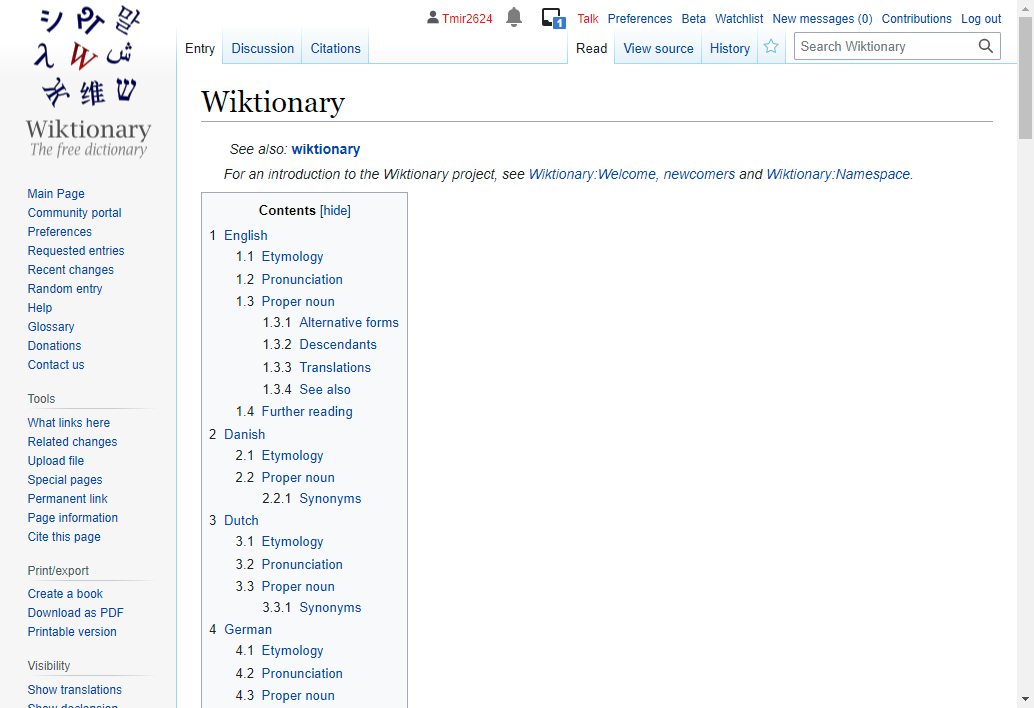 シ 말
λ W ش
维 ש
Wiktionary
The free dictionary
Tmir2624 1 Talk Preferences Beta Watchlist New messages (0) Contributions Log out
Entry Discussion Citations Read View source History Search Wiktionary
Wiktionary
See also: wiktionary
For an introduction to the Wiktionary project, see Wiktionary:Welcome, newcomers and Wiktionary:Namespace.
Main Page
Community portal
Preferences
Requested entries
Recent changes
Random entry
Help
Glossary
Donations
Contact us
Tools
What links here
Related changes
Upload file
Special pages
Permanent link
Page information
Cite this page
Print/export
Create a book
Download as PDF
Printable version
Visibility
Show translations
Show declension
Contents [hide]
1 English
1.1 Etymology
1.2 Pronunciation
1.3 Proper noun
1.3.1 Alternative forms
1.3.2 Descendants
1.3.3 Translations
1.3.4 See also
1.4 Further reading
2 Danish
2.1 Etymology
2.2 Proper noun
2.2.1 Synonyms
3 Dutch
3.1 Etymology
3.2 Pronunciation
3.3 Proper noun
3.3.1 Synonyms
4 German
4.1 Etymology
4.2 Pronunciation
4.3 Proper noun